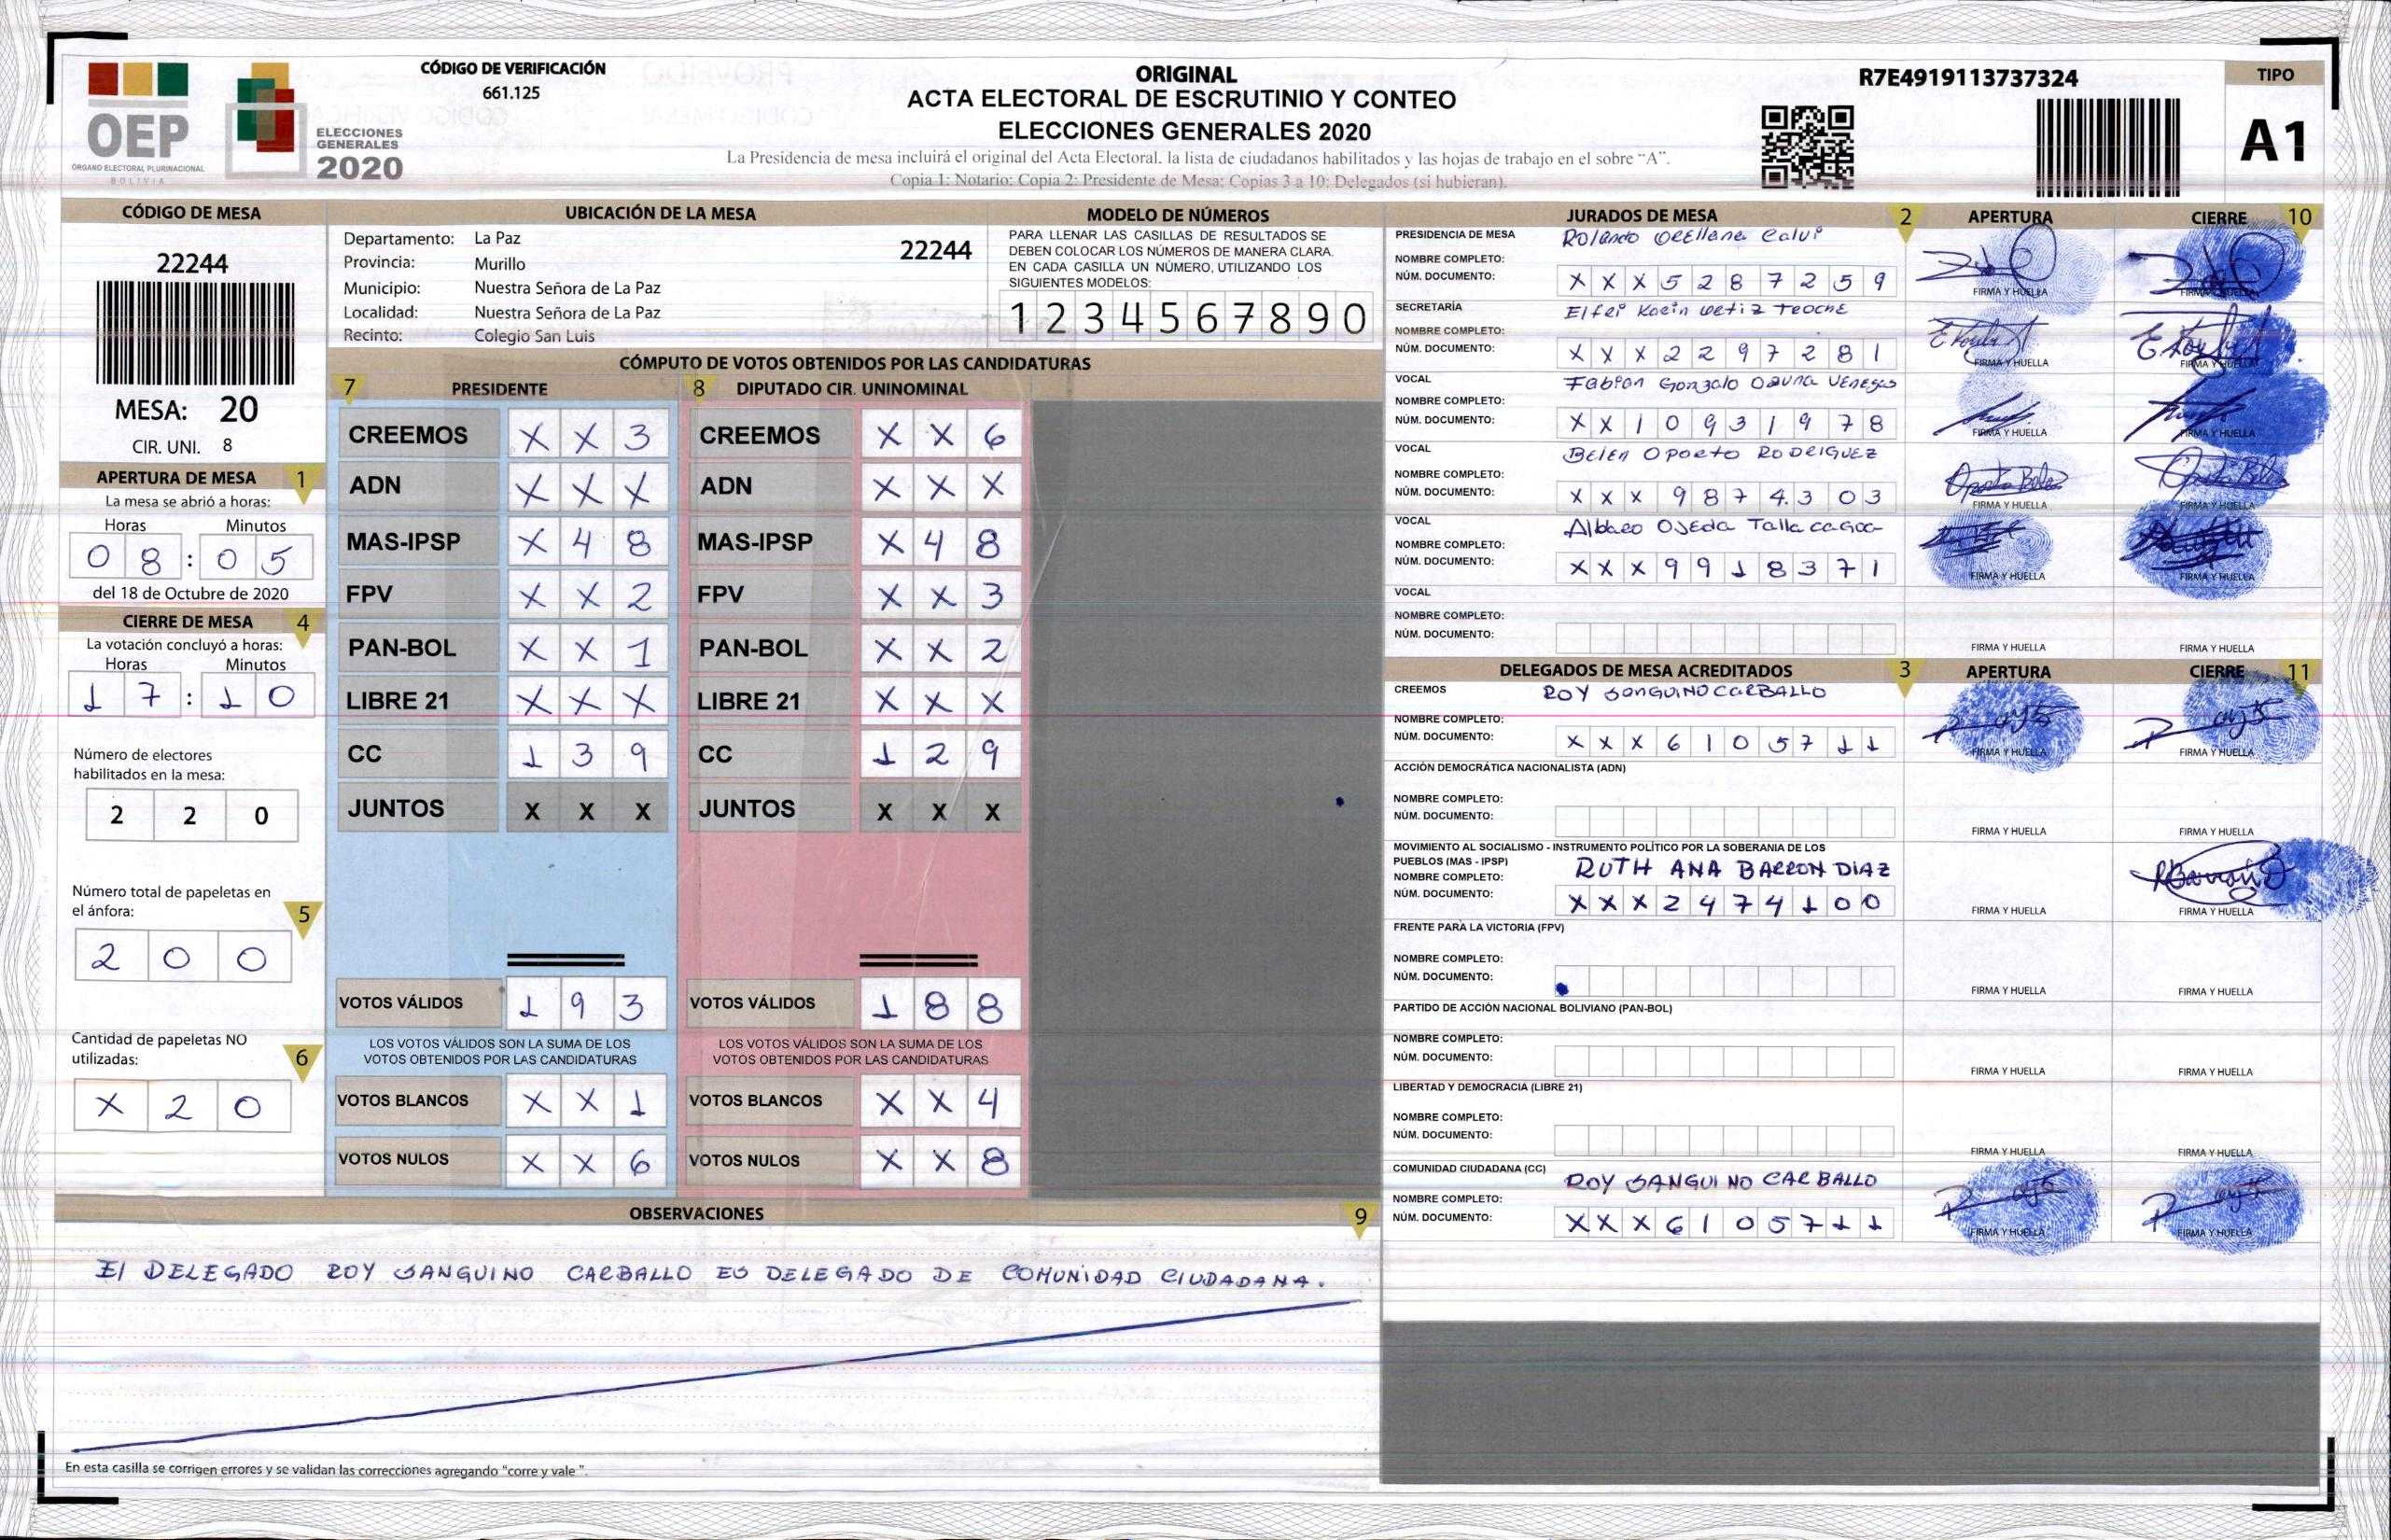 CÓDIGO DE VERIFICACIÓN
661.125
OEP
ÓRGANO ELECTORAL PLURINACIONAL
BOLIVIA
ELECCIONES
GENERALES
2020
ORIGINAL
ACTA ELECTORAL DE ESCRUTINIO Y CONTEO
ELECCIONES GENERALES 2020
La Presidencia de mesa incluirá el original del Acta Electoral. la lista de ciudadanos habilitados y las hojas de trabajo en el sobre "A".
Copia 1: Notario; Copia 2: Presidente de Mesa; Copias 3 a 10: Delegados (si hubieran).
R7E4919113737324
TIPO
A1
CÓDIGO DE MESA
22244
MESA: 20
CIR. UNI. 8
APERTURA DE MESA 1
La mesa se abrió a horas:
Horas Minutos
0 8 : 0 5
del 18 de Octubre de 2020
CIERRE DE MESA 4
La votación concluyó a horas:
Horas Minutos
1 7 : 1 0
Número de electores
habilitados en la mesa:
2 2 0
Número total de papeletas en
el ánfora: 5
2 0 0
Cantidad de papeletas NO
utilizadas: 6
X 2 0
UBICACIÓN DE LA MESA
Departamento: La Paz 22244
Provincia: Murillo
Municipio: Nuestra Señora de La Paz
Localidad: Nuestra Señora de La Paz
Recinto: Colegio San Luis
MODELO DE NÚMEROS
PARA LLENAR LAS CASILLAS DE RESULTADOS SE
DEBEN COLOCAR LOS NÚMEROS DE MANERA CLARA.
EN CADA CASILLA UN NÚMERO, UTILIZANDO LOS
SIGUIENTES MODELOS:
1 2 3 4 5 6 7 8 9 0
CÓMPUTO DE VOTOS OBTENIDOS POR LAS CANDIDATURAS
7 PRESIDENTE 8 DIPUTADO CIR. UNINOMINAL
CREEMOS X X 3 CREEMOS X X 6
ADN X X X ADN X X X
MAS-IPSP X 4 8 MAS-IPSP X 4 8
FPV X X 2 FPV X X 3
PAN-BOL X X 1 PAN-BOL X X 2
LIBRE 21 X X X LIBRE 21 X X X
CC 1 3 9 CC 1 2 9
JUNTOS X X X JUNTOS X X X
VOTOS VÁLIDOS 1 9 3 VOTOS VÁLIDOS 1 8 8
LOS VOTOS VÁLIDOS SON LA SUMA DE LOS LOS VOTOS VÁLIDOS SON LA SUMA DE LOS
VOTOS OBTENIDOS POR LAS CANDIDATURAS VOTOS OBTENIDOS POR LAS CANDIDATURAS
VOTOS BLANCOS X X 1 VOTOS BLANCOS X X 4
VOTOS NULOS X X 6 VOTOS NULOS X X 8
OBSERVACIONES 9
El DELEGADO ROY SANGUINO CARBALLO ES DELEGADO DE COMUNIDAD CIUDADANA.
En esta casilla se corrigen errores y se validan las correcciones agregando "corre y vale ".
JURADOS DE MESA 2 APERTURA CIERRE 10
PRESIDENCIA DE MESA Rolando Orellana Calvi
NOMBRE COMPLETO:
NÚM. DOCUMENTO: X X X 5 2 8 7 2 5 9 FIRMA Y HUELLA FIRMA Y HUELLA
SECRETARÍA Elfri Karin Ortiz Troche
NOMBRE COMPLETO:
NÚM. DOCUMENTO: X X X 2 2 9 7 2 8 1 FIRMA Y HUELLA FIRMA Y HUELLA
VOCAL Fabian Gonzalo Osuna Venegas
NOMBRE COMPLETO:
NÚM. DOCUMENTO: X X 1 0 9 3 1 9 7 8 FIRMA Y HUELLA FIRMA Y HUELLA
VOCAL Belen Oporto RODRIGUEZ
NOMBRE COMPLETO:
NÚM. DOCUMENTO: X X X 9 8 7 4 3 0 3 FIRMA Y HUELLA FIRMA Y HUELLA
VOCAL Ojeda
NOMBRE COMPLETO:
NÚM. DOCUMENTO: X X X 9 9 1 8 3 7 1 FIRMA Y HUELLA FIRMA Y HUELLA
VOCAL
NOMBRE COMPLETO:
NÚM. DOCUMENTO: FIRMA Y HUELLA FIRMA Y HUELLA
DELEGADOS DE MESA ACREDITADOS 3 APERTURA CIERRE 11
CREEMOS ROY SANGUINO CARBALLO
NOMBRE COMPLETO:
NÚM. DOCUMENTO: X X X 6 1 0 5 7 1 1 FIRMA Y HUELLA FIRMA Y HUELLA
ACCIÓN DEMOCRÁTICA NACIONALISTA (ADN)
NOMBRE COMPLETO:
NÚM. DOCUMENTO: FIRMA Y HUELLA FIRMA Y HUELLA
MOVIMIENTO AL SOCIALISMO - INSTRUMENTO POLÍTICO POR LA SOBERANIA DE LOS
PUEBLOS (MAS - IPSP) RUTH ANA BARRON DIAZ
NOMBRE COMPLETO:
NÚM. DOCUMENTO: X X X 2 4 7 4 1 0 0 FIRMA Y HUELLA FIRMA Y HUELLA
FRENTE PARA LA VICTORIA (FPV)
NOMBRE COMPLETO:
NÚM. DOCUMENTO: FIRMA Y HUELLA FIRMA Y HUELLA
PARTIDO DE ACCIÓN NACIONAL BOLIVIANO (PAN-BOL)
NOMBRE COMPLETO:
NÚM. DOCUMENTO: FIRMA Y HUELLA FIRMA Y HUELLA
LIBERTAD Y DEMOCRACIA (LIBRE 21)
NOMBRE COMPLETO:
NÚM. DOCUMENTO: FIRMA Y HUELLA FIRMA Y HUELLA
COMUNIDAD CIUDADANA (CC) ROY SANGUINO CARBALLO
NOMBRE COMPLETO:
NÚM. DOCUMENTO: X X X 6 1 0 5 7 1 1 FIRMA Y HUELLA FIRMA Y HUELLA